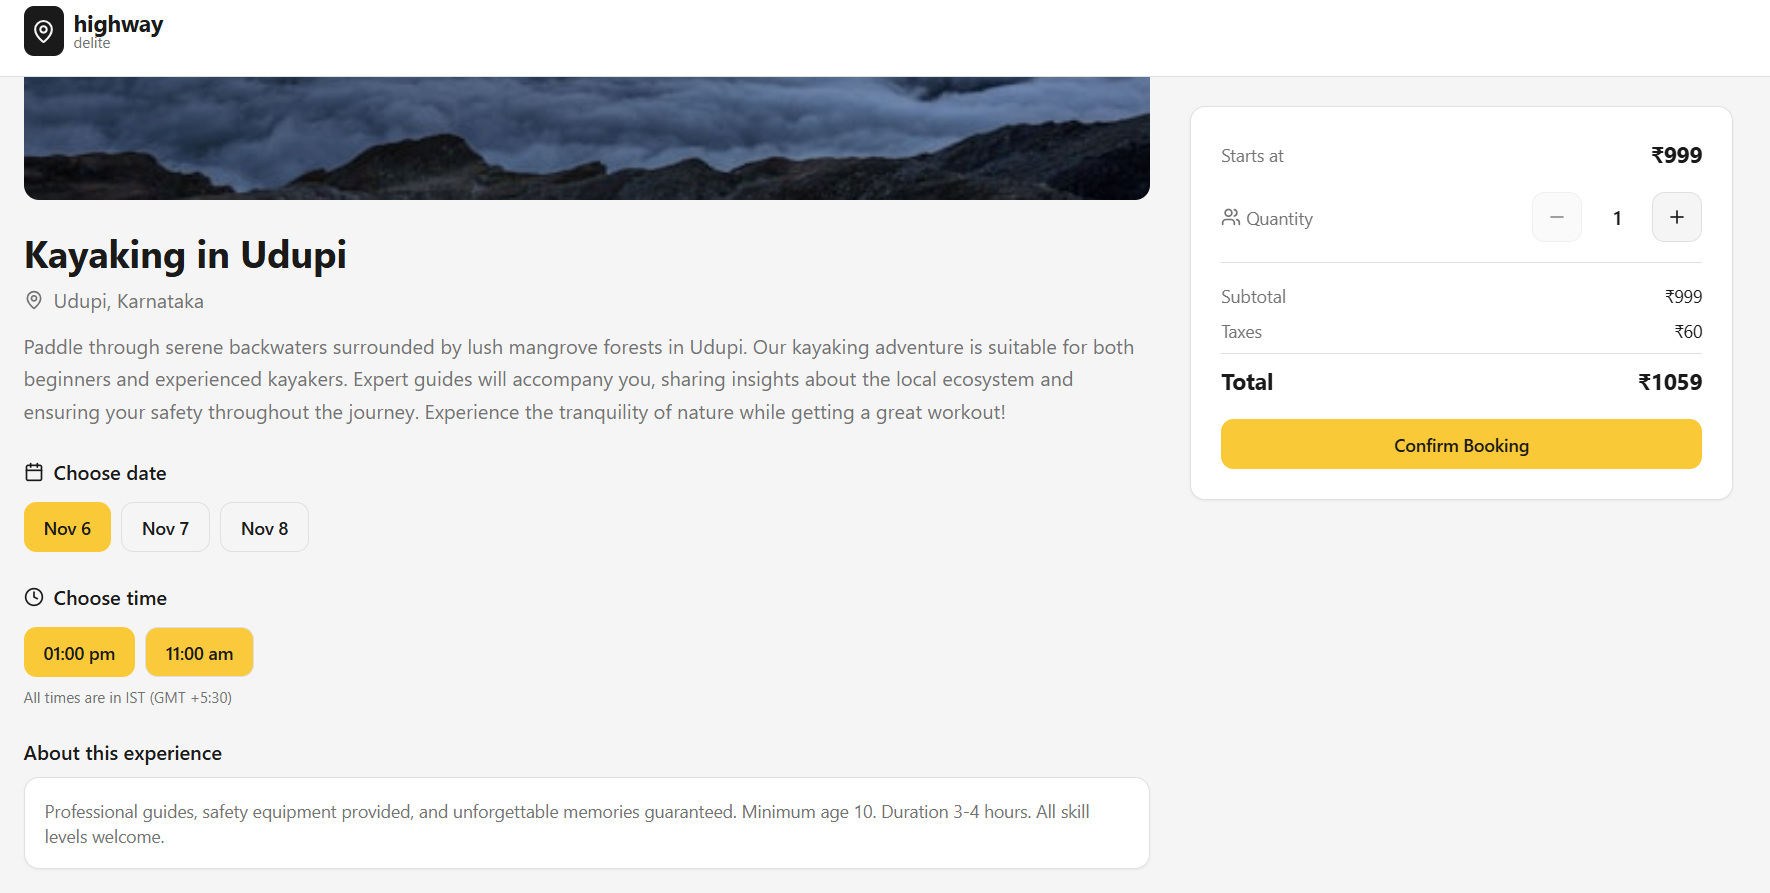 highway
delite
Kayaking in Udupi
Udupi, Karnataka
Paddle through serene backwaters surrounded by lush mangrove forests in Udupi. Our kayaking adventure is suitable for both
beginners and experienced kayakers. Expert guides will accompany you, sharing insights about the local ecosystem and
ensuring your safety throughout the journey. Experience the tranquility of nature while getting a great workout!
Choose date
Nov 6 Nov 7 Nov 8
Choose time
01:00 pm 11:00 am
All times are in IST (GMT +5:30)
About this experience
Professional guides, safety equipment provided, and unforgettable memories guaranteed. Minimum age 10. Duration 3-4 hours. All skill
levels welcome.
Starts at ₹999
Quantity − 1 +
Subtotal ₹999
Taxes ₹60
Total ₹1059
Confirm Booking